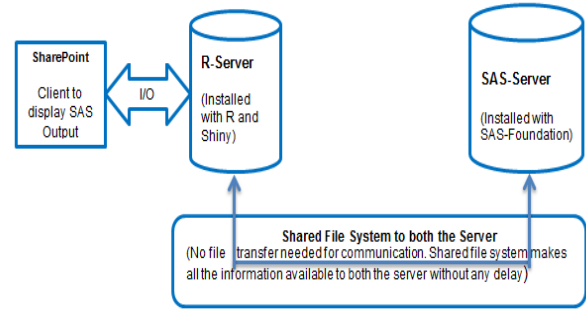 SharePoint
Client to
display SAS
Output
I/O
R-Server
(Installed
with R and
Shiny)
SAS-Server
(Installed with
SAS-Foundation)
Shared File System to both the Server
(No file transfer needed for communication. Shared file system makes
all the information available to both the server without any delay)